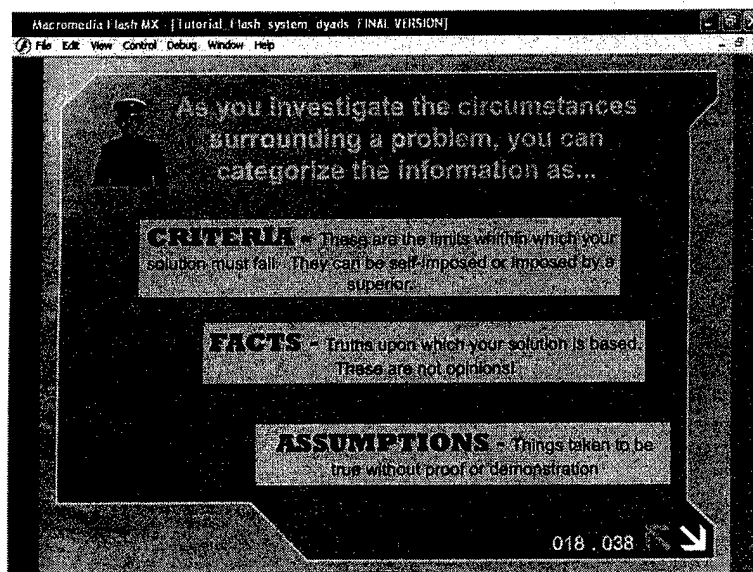 Macromedia Flash MX - [Tutorial_Flash_system_dyads_FINAL VERSION]
File Edit View Control Debug Window Help
As you investigate the circumstances
surrounding a problem, you can
categorize the information as...
CRITERIA - These are the limits whithin which your
solution must fall. They can be self-imposed or imposed by a
superior.
FACTS - Truths upon which your solution is based.
These are not opinions!
ASSUMPTIONS - Things taken to be
true without proof or demonstration
018 . 038